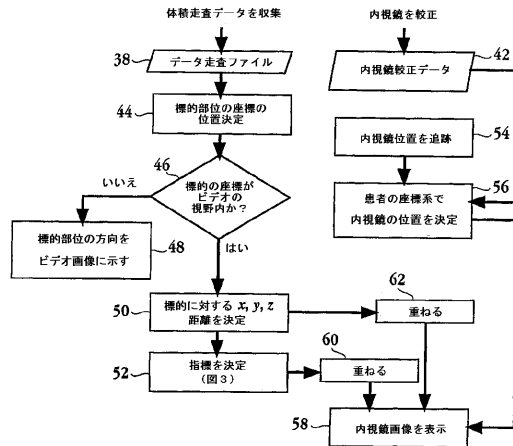 体積走査データを収集
内視鏡を較正
38
データ走査ファイル
42
内視鏡較正データ
44
標的部位の座標の
位置決定
54
内視鏡位置を追跡
46
標的の座標が
ビデオの
視野内か？
いいえ
はい
56
患者の座標系で
内視鏡の位置を決定
標的部位の方向を
ビデオ画像に示す
48
50
標的に対する x, y, z
距離を決定
62
重ねる
52
指標を決定
(図３)
60
重ねる
58
内視鏡画像を表示